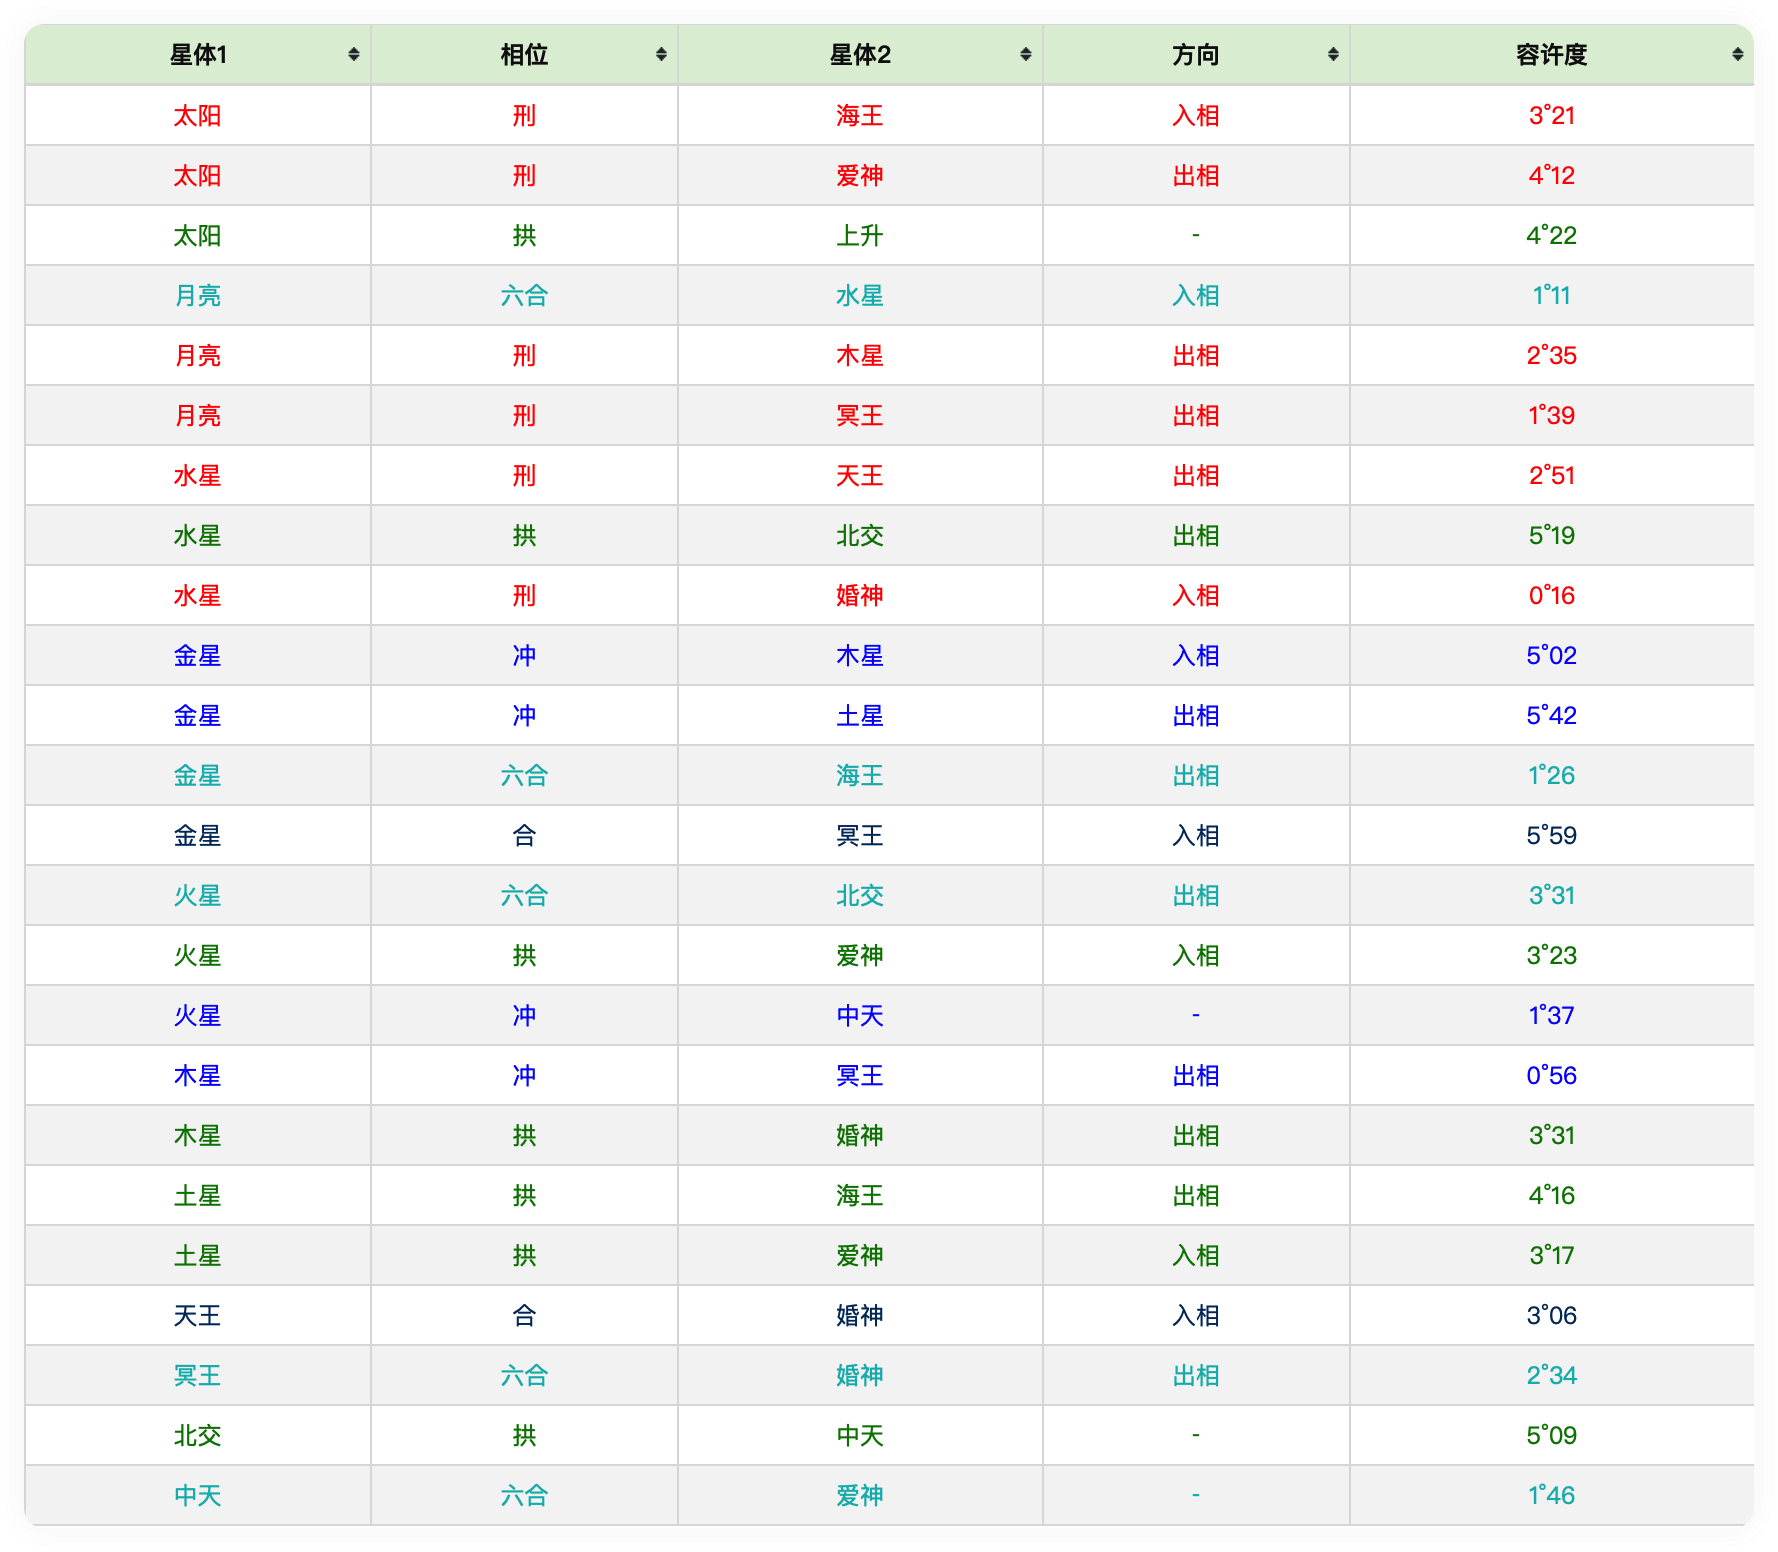 星体1 相位 星体2 方向 容许度
太阳 刑 海王 入相 3°21
太阳 刑 爱神 出相 4°12
太阳 拱 上升 - 4°22
月亮 六合 水星 入相 1°11
月亮 刑 木星 出相 2°35
月亮 刑 冥王 出相 1°39
水星 刑 天王 出相 2°51
水星 拱 北交 出相 5°19
水星 刑 婚神 入相 0°16
金星 冲 木星 入相 5°02
金星 冲 土星 出相 5°42
金星 六合 海王 出相 1°26
金星 合 冥王 入相 5°59
火星 六合 北交 出相 3°31
火星 拱 爱神 入相 3°23
火星 冲 中天 - 1°37
木星 冲 冥王 出相 0°56
木星 拱 婚神 出相 3°31
土星 拱 海王 出相 4°16
土星 拱 爱神 入相 3°17
天王 合 婚神 入相 3°06
冥王 六合 婚神 出相 2°34
北交 拱 中天 - 5°09
中天 六合 爱神 - 1°46